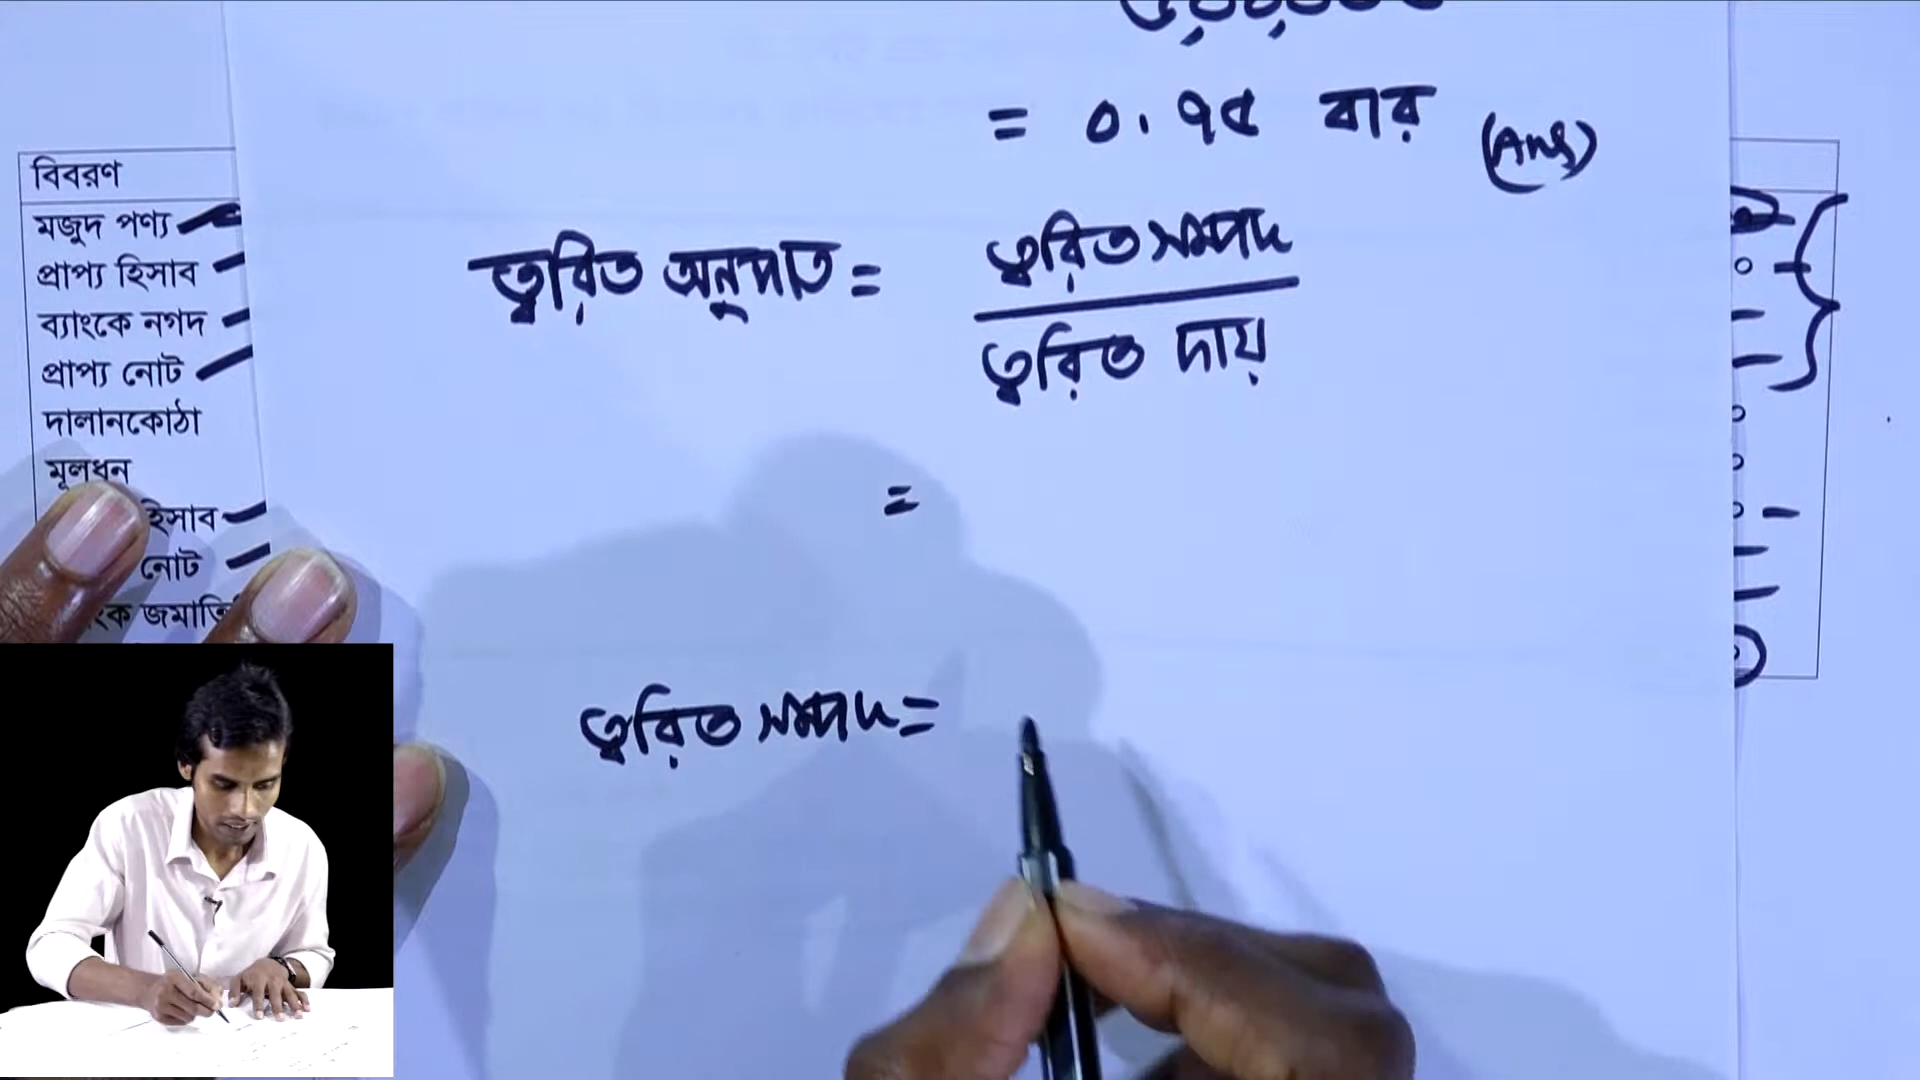 = ০.৭৫ বার (Ans)
ত্বরিত অনুপাত = ত্বরিত সম্পদ
ত্বরিত দায়
=
ত্বরিত সম্পদ =
বিবরণ
মজুদ পণ্য
প্রাপ্য হিসাব
ব্যাংকে নগদ
প্রাপ্য নোট
দালানকোঠা
মূলধন
হিসাব
নোট